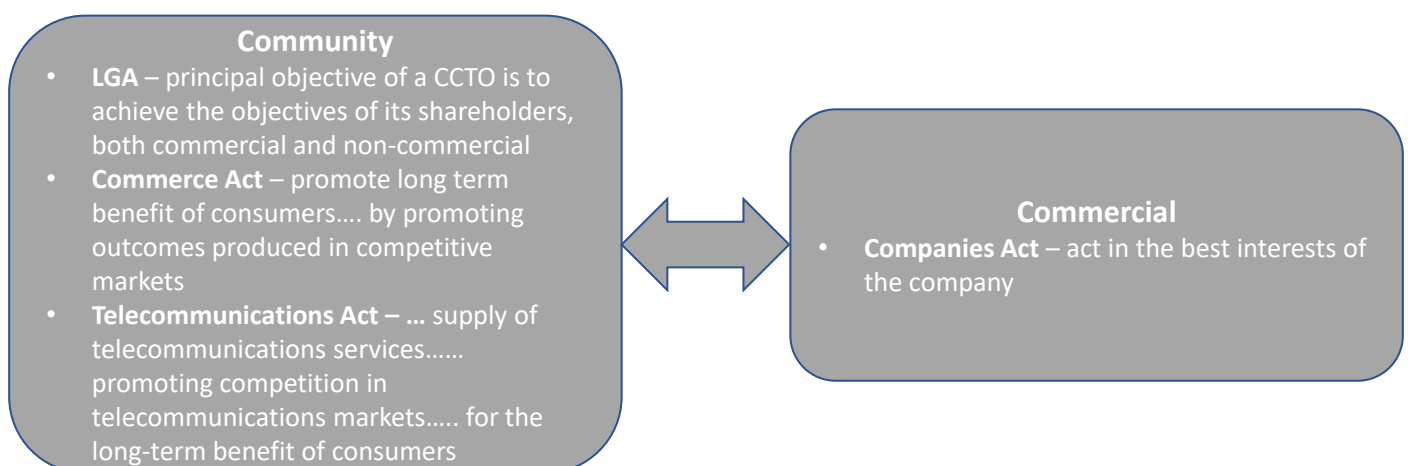 Community
• LGA – principal objective of a CCTO is to
achieve the objectives of its shareholders,
both commercial and non-commercial
• Commerce Act – promote long term
benefit of consumers…. by promoting
outcomes produced in competitive
markets
• Telecommunications Act – … supply of
telecommunications services……
promoting competition in
telecommunications markets….. for the
long-term benefit of consumers
Commercial
• Companies Act – act in the best interests of
the company